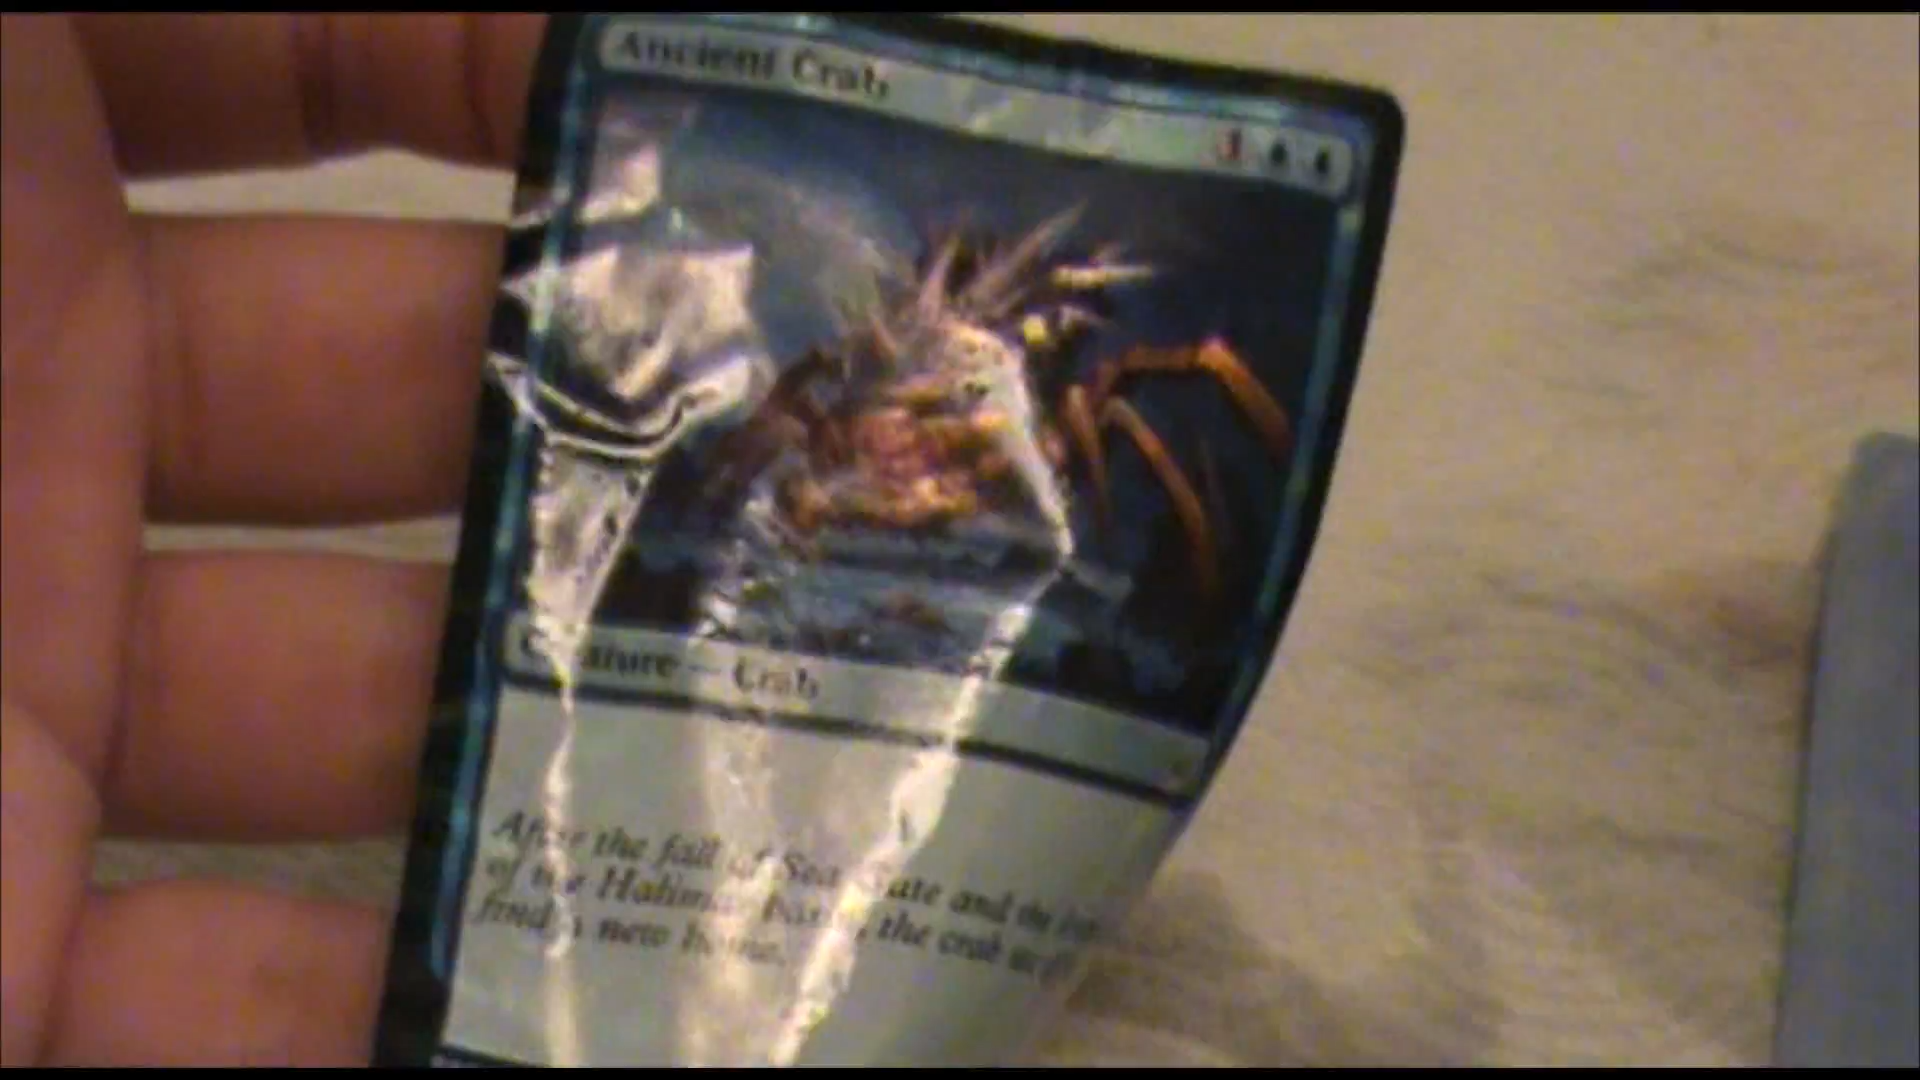 Ancient Crab
1
Creature — Crab
After the fall of Sea Gate and the
of the Halimar basin, the crab
find a new home.